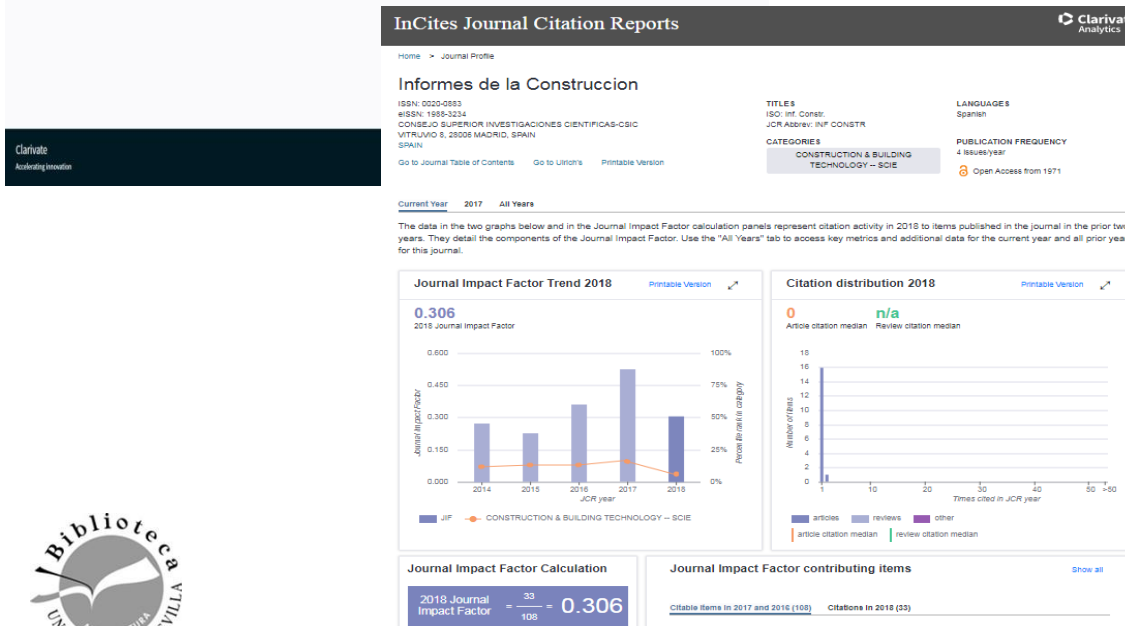 Clarivate
Accelerating innovation
InCites Journal Citation Reports
Clarivat
Analytics
Home > Journal Profile
Informes de la Construccion
ISSN: 0020-0883
eISSN: 1988-3234
CONSEJO SUPERIOR INVESTIGACIONES CIENTIFICAS-CSIC
VITRUVIO 8, 28006 MADRID, SPAIN
SPAIN
Go to Journal Table of Contents Go to Ulrich's Printable Version
TITLES
ISO: Inf. Constr.
JCR Abbrev: INF CONSTR
CATEGORIES
CONSTRUCTION & BUILDING
TECHNOLOGY -- SCIE
LANGUAGES
Spanish
PUBLICATION FREQUENCY
4 issues/year
Open Access from 1971
Current Year 2017 All Years
The data in the two graphs below and in the Journal Impact Factor calculation panels represent citation activity in 2018 to items published in the journal in the prior two
years. They detail the components of the Journal Impact Factor. Use the "All Years" tab to access key metrics and additional data for the current year and all prior yea
for this journal.
Journal Impact Factor Trend 2018 Printable Version
0.306
2018 Journal Impact Factor
0.600 100%
0.450 75%
0.300 50%
0.150 25%
0.000 0%
Journal Impact Factor
Percentile rank in category
2014 2015 2016 2017 2018
JCR year
JIF CONSTRUCTION & BUILDING TECHNOLOGY -- SCIE
Citation distribution 2018 Printable Version
0 n/a
Article citation median Review citation median
18
16
14
12
10
8
6
4
2
0
Number of items
1 10 20 30 40 50 >50
Times cited in JCR year
articles reviews other
article citation median review citation median
Journal Impact Factor Calculation
2018 Journal
Impact Factor = 33 / 108 = 0.306
Journal Impact Factor contributing items Show all
Citable items in 2017 and 2016 (108) Citations in 2018 (33)
Biblioteca